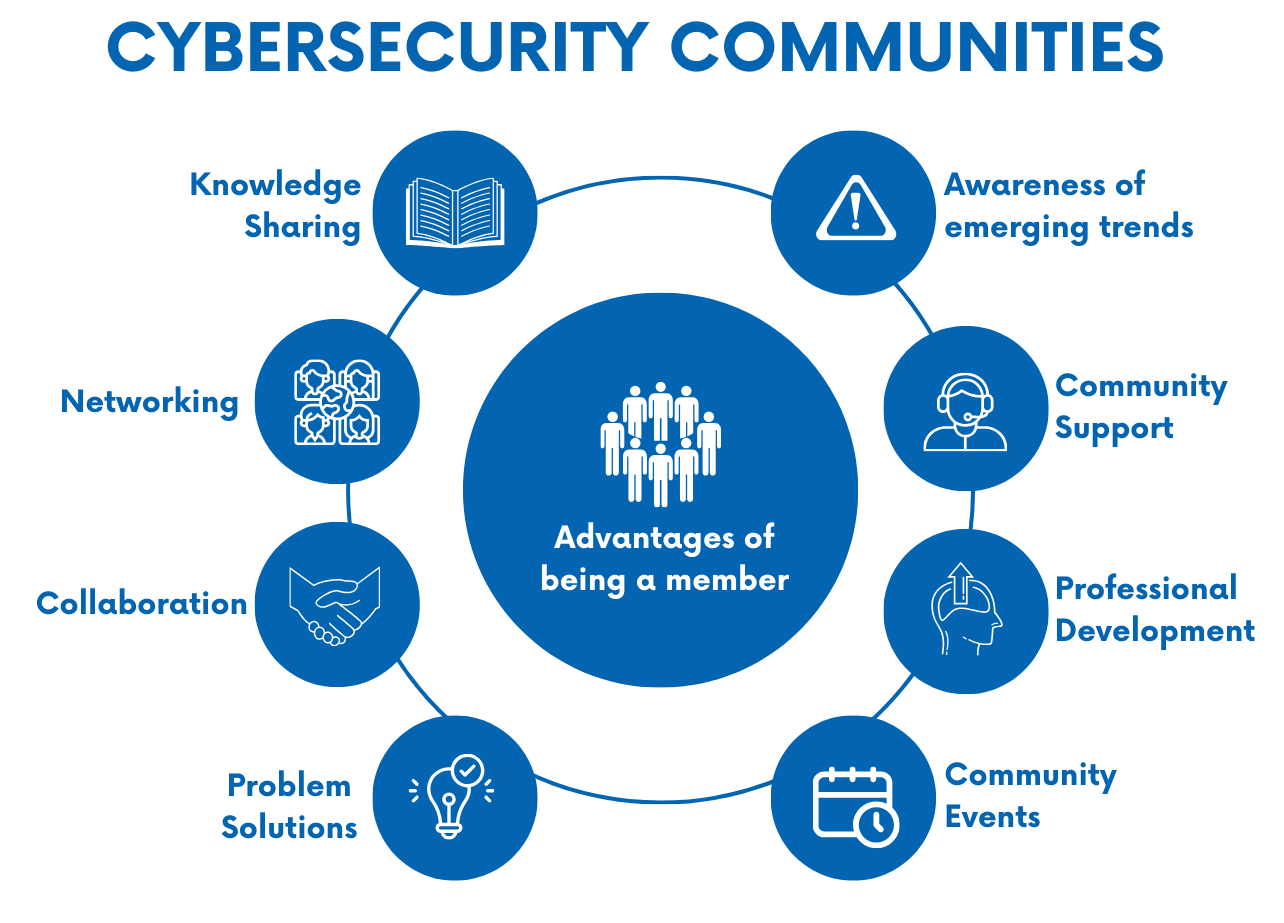 CYBERSECURITY COMMUNITIES
Knowledge
Sharing
Awareness of
emerging trends
Networking
Community
Support
Advantages of
being a member
Collaboration
Professional
Development
Problem
Solutions
Community
Events